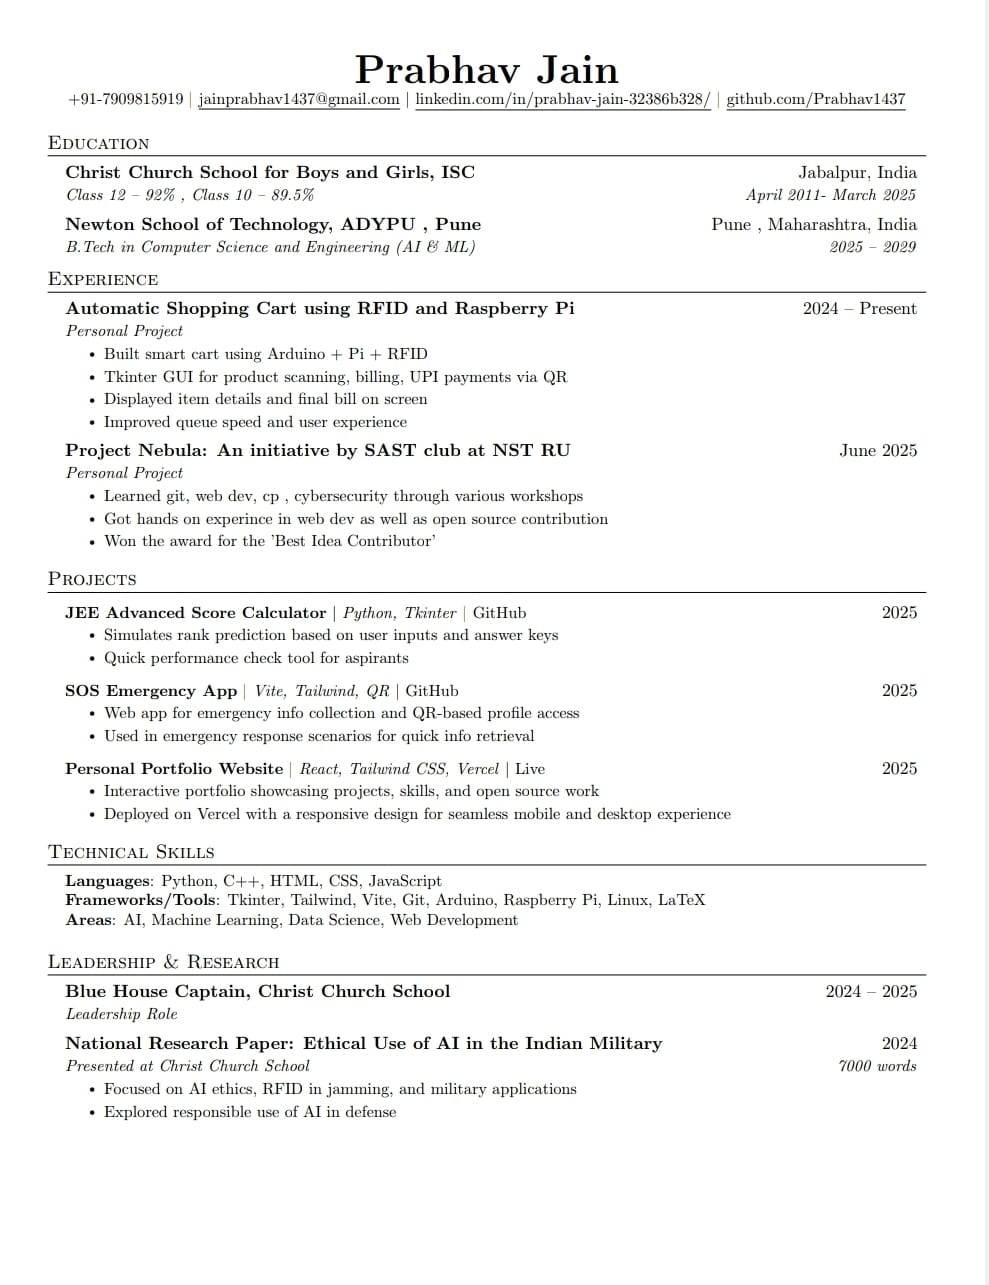 Prabhav Jain
+91-7909815919 | jainprabhav1437@gmail.com | linkedin.com/in/prabhav-jain-32386b328/ | github.com/Prabhav1437
Education
Christ Church School for Boys and Girls, ISC Jabalpur, India
Class 12 – 92% , Class 10 – 89.5% April 2011- March 2025
Newton School of Technology, ADYPU , Pune Pune , Maharashtra, India
B.Tech in Computer Science and Engineering (AI & ML) 2025 – 2029
Experience
Automatic Shopping Cart using RFID and Raspberry Pi 2024 – Present
Personal Project
• Built smart cart using Arduino + Pi + RFID
• Tkinter GUI for product scanning, billing, UPI payments via QR
• Displayed item details and final bill on screen
• Improved queue speed and user experience
Project Nebula: An initiative by SAST club at NST RU June 2025
Personal Project
• Learned git, web dev, cp , cybersecurity through various workshops
• Got hands on experince in web dev as well as open source contribution
• Won the award for the 'Best Idea Contributor'
Projects
JEE Advanced Score Calculator | Python, Tkinter | GitHub 2025
• Simulates rank prediction based on user inputs and answer keys
• Quick performance check tool for aspirants
SOS Emergency App | Vite, Tailwind, QR | GitHub 2025
• Web app for emergency info collection and QR-based profile access
• Used in emergency response scenarios for quick info retrieval
Personal Portfolio Website | React, Tailwind CSS, Vercel | Live 2025
• Interactive portfolio showcasing projects, skills, and open source work
• Deployed on Vercel with a responsive design for seamless mobile and desktop experience
Technical Skills
Languages: Python, C++, HTML, CSS, JavaScript
Frameworks/Tools: Tkinter, Tailwind, Vite, Git, Arduino, Raspberry Pi, Linux, LaTeX
Areas: AI, Machine Learning, Data Science, Web Development
Leadership & Research
Blue House Captain, Christ Church School 2024 – 2025
Leadership Role
National Research Paper: Ethical Use of AI in the Indian Military 2024
Presented at Christ Church School 7000 words
• Focused on AI ethics, RFID in jamming, and military applications
• Explored responsible use of AI in defense